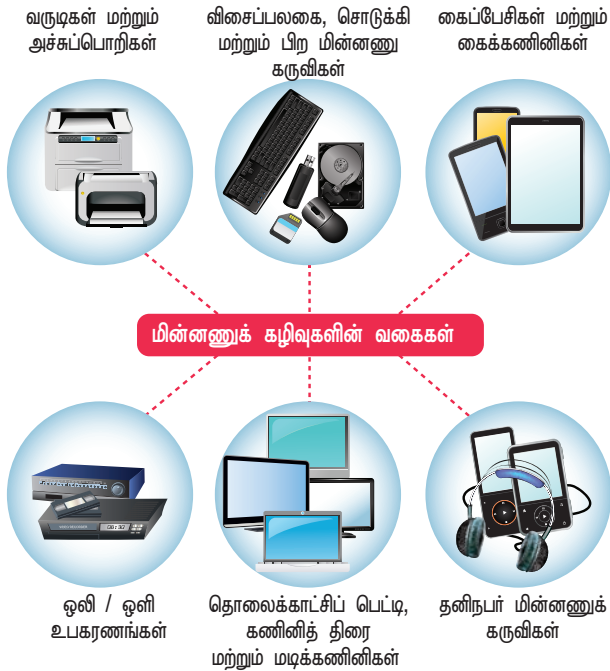 வருடிகள் மற்றும்
அச்சுப்பொறிகள்
விசைப்பலகை, சொடுக்கி
மற்றும் பிற மின்னணு
கருவிகள்
கைப்பேசிகள் மற்றும்
கைக்கணினிகள்
மின்னணுக் கழிவுகளின் வகைகள்
ஒலி / ஒளி
உபகரணங்கள்
தொலைக்காட்சிப் பெட்டி,
கணினித் திரை
மற்றும் மடிக்கணினிகள்
தனிநபர் மின்னணுக்
கருவிகள்